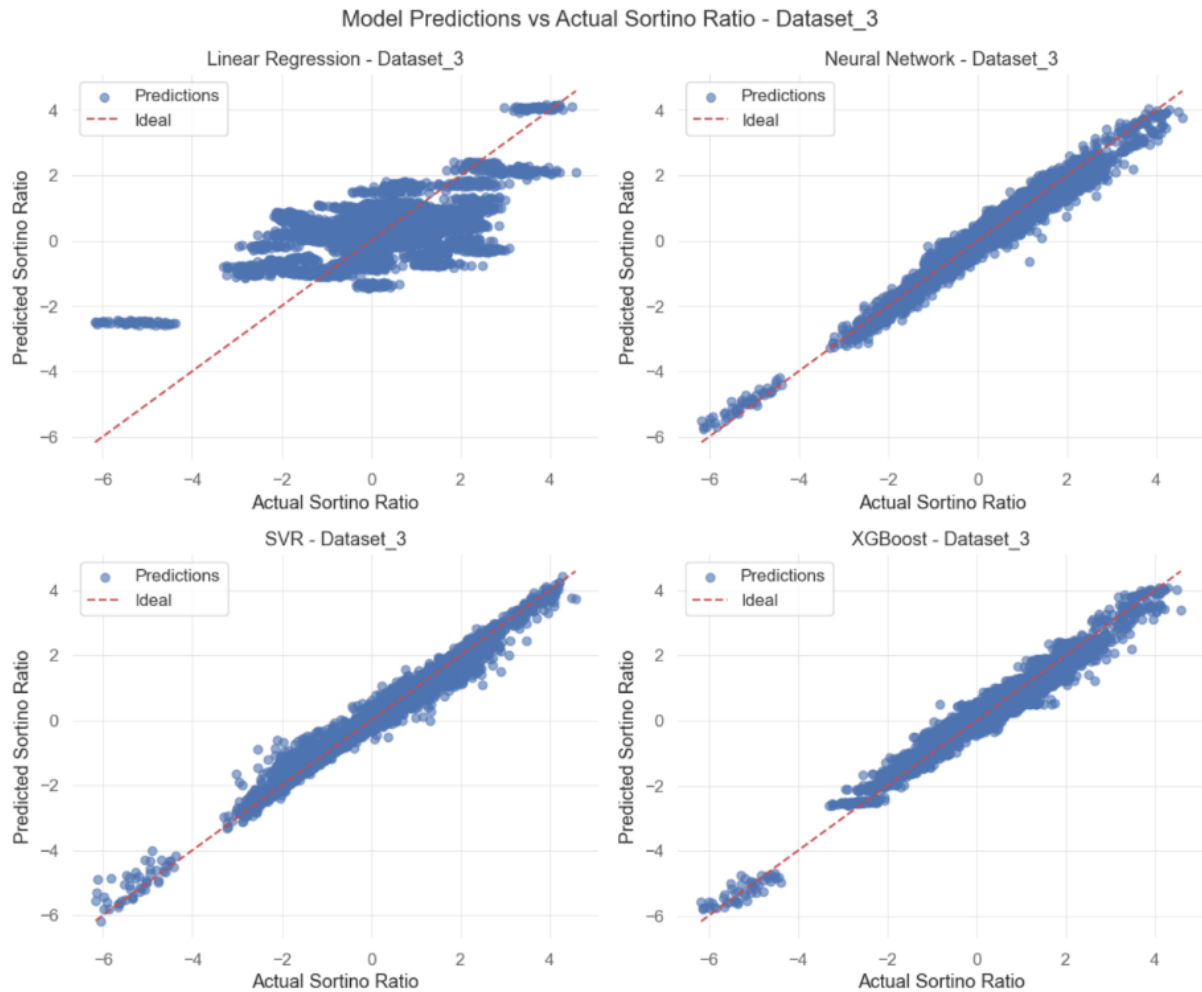 Model Predictions vs Actual Sortino Ratio - Dataset_3
Linear Regression - Dataset_3
Predictions
Ideal
4
2
0
−2
−4
−6
Predicted Sortino Ratio
−6 −4 −2 0 2 4
Actual Sortino Ratio
Neural Network - Dataset_3
Predictions
Ideal
4
2
0
−2
−4
−6
Predicted Sortino Ratio
−6 −4 −2 0 2 4
Actual Sortino Ratio
SVR - Dataset_3
Predictions
Ideal
4
2
0
−2
−4
−6
Predicted Sortino Ratio
−6 −4 −2 0 2 4
Actual Sortino Ratio
XGBoost - Dataset_3
Predictions
Ideal
4
2
0
−2
−4
−6
Predicted Sortino Ratio
−6 −4 −2 0 2 4
Actual Sortino Ratio